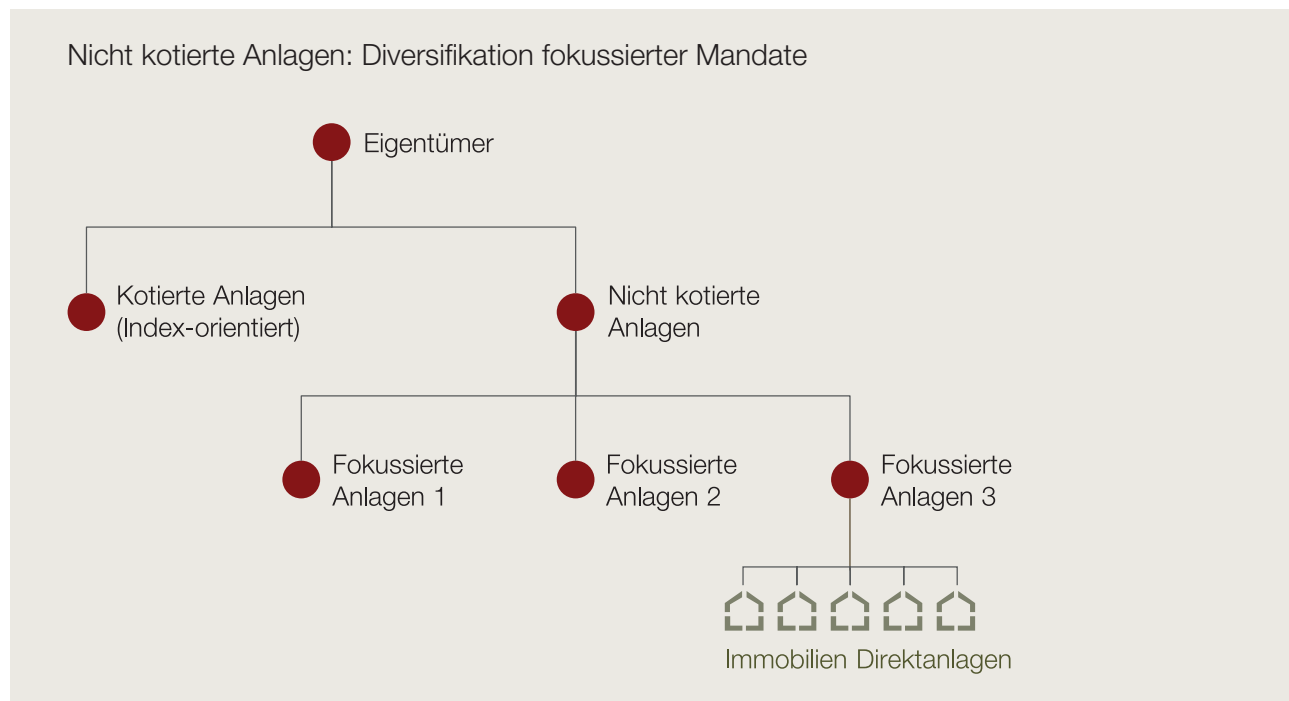 Nicht kotierte Anlagen: Diversifikation fokussierter Mandate
Eigentümer
Kotierte Anlagen
(Index-orientiert)
Nicht kotierte
Anlagen
Fokussierte
Anlagen 1
Fokussierte
Anlagen 2
Fokussierte
Anlagen 3
Immobilien Direktanlagen